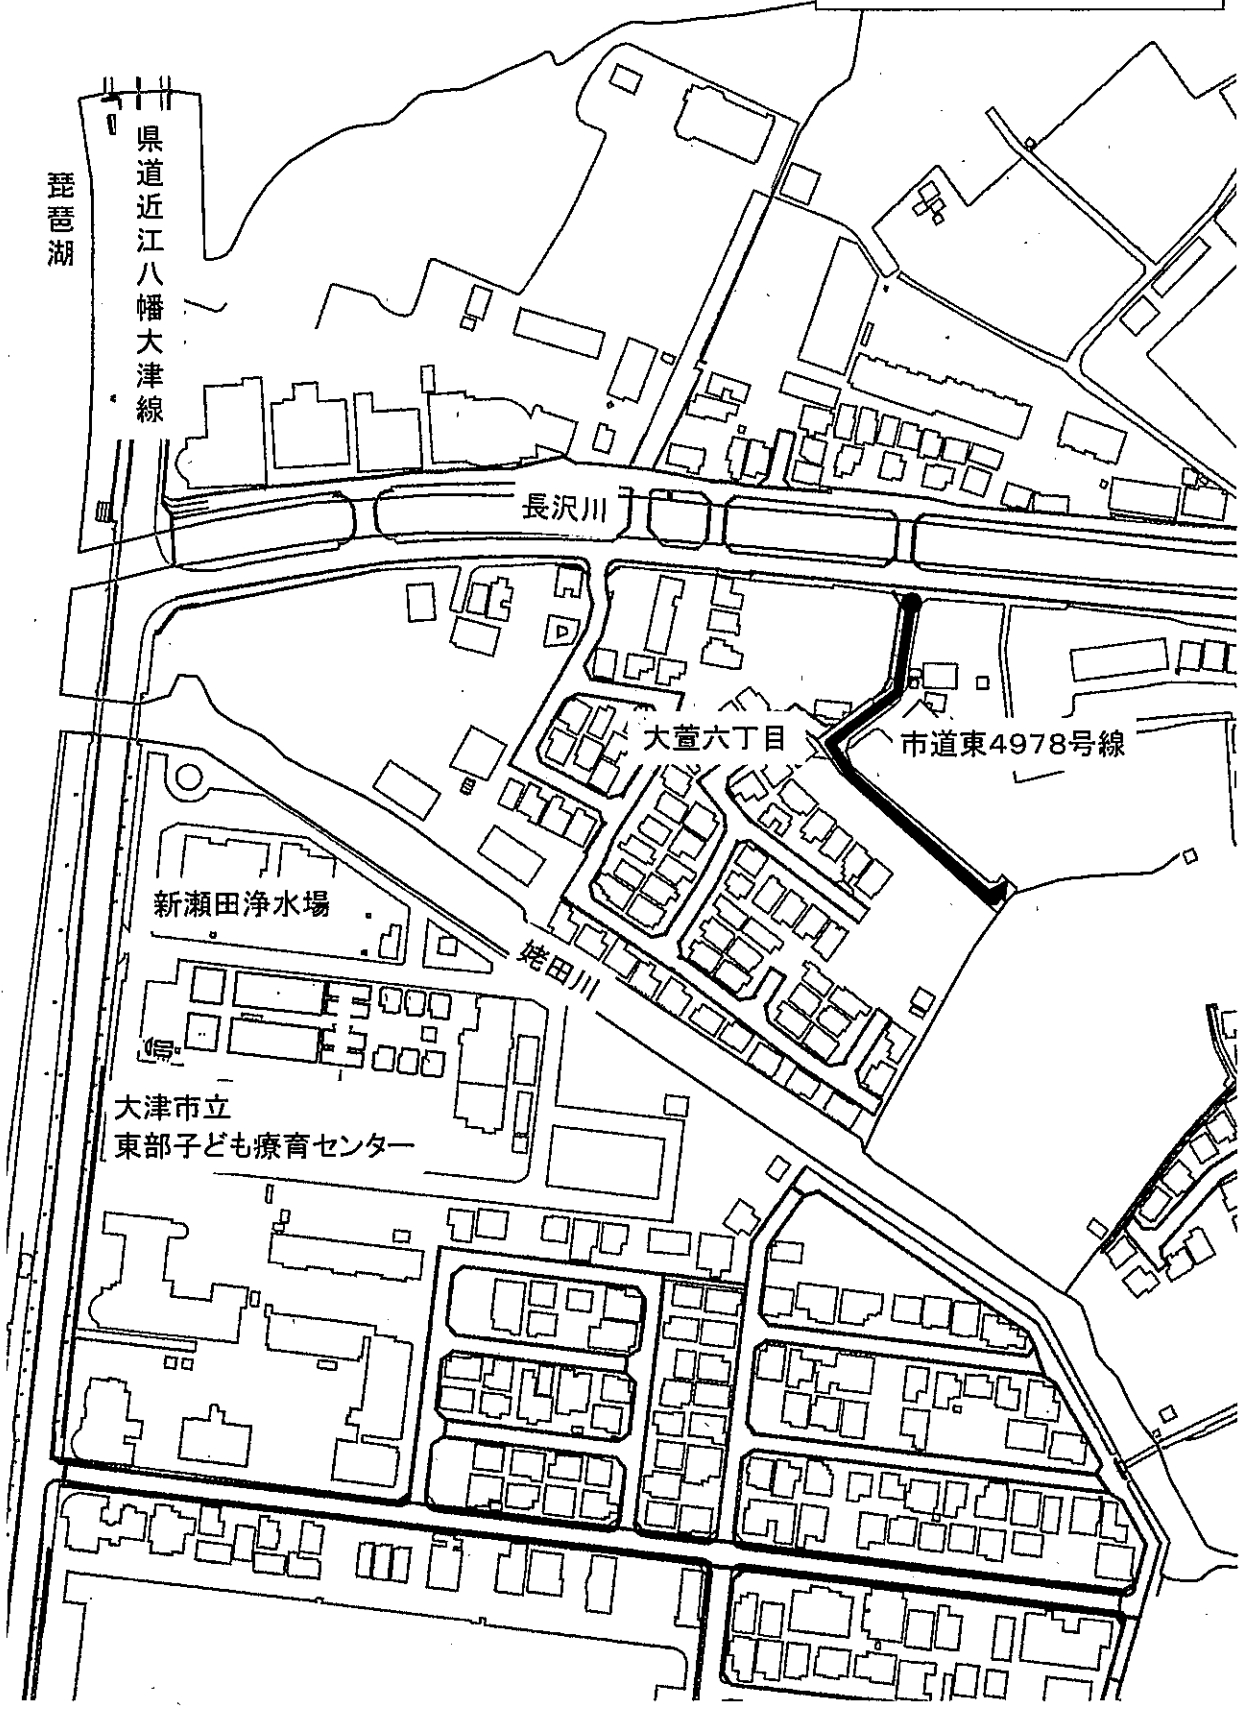 琵琶湖
県道近江八幡大津線
長沢川
大萱六丁目
市道東4978号線
新瀬田浄水場
姥田川
大津市立
東部子ども療育センター